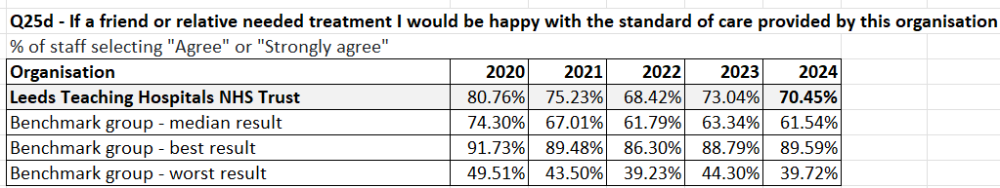 Q25d - If a friend or relative needed treatment I would be happy with the standard of care provided by this organisation
% of staff selecting "Agree" or "Strongly agree"
Organisation 2020 2021 2022 2023 2024
Leeds Teaching Hospitals NHS Trust 80.76% 75.23% 68.42% 73.04% 70.45%
Benchmark group - median result 74.30% 67.01% 61.79% 63.34% 61.54%
Benchmark group - best result 91.73% 89.48% 86.30% 88.79% 89.59%
Benchmark group - worst result 49.51% 43.50% 39.23% 44.30% 39.72%